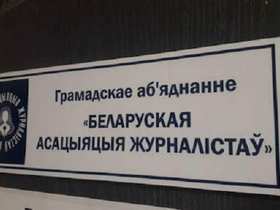 Грамадскае аб'яднанне
«БЕЛАРУСКАЯ
АСАЦЫЯЦЫЯ ЖУРНАЛІСТАЎ»